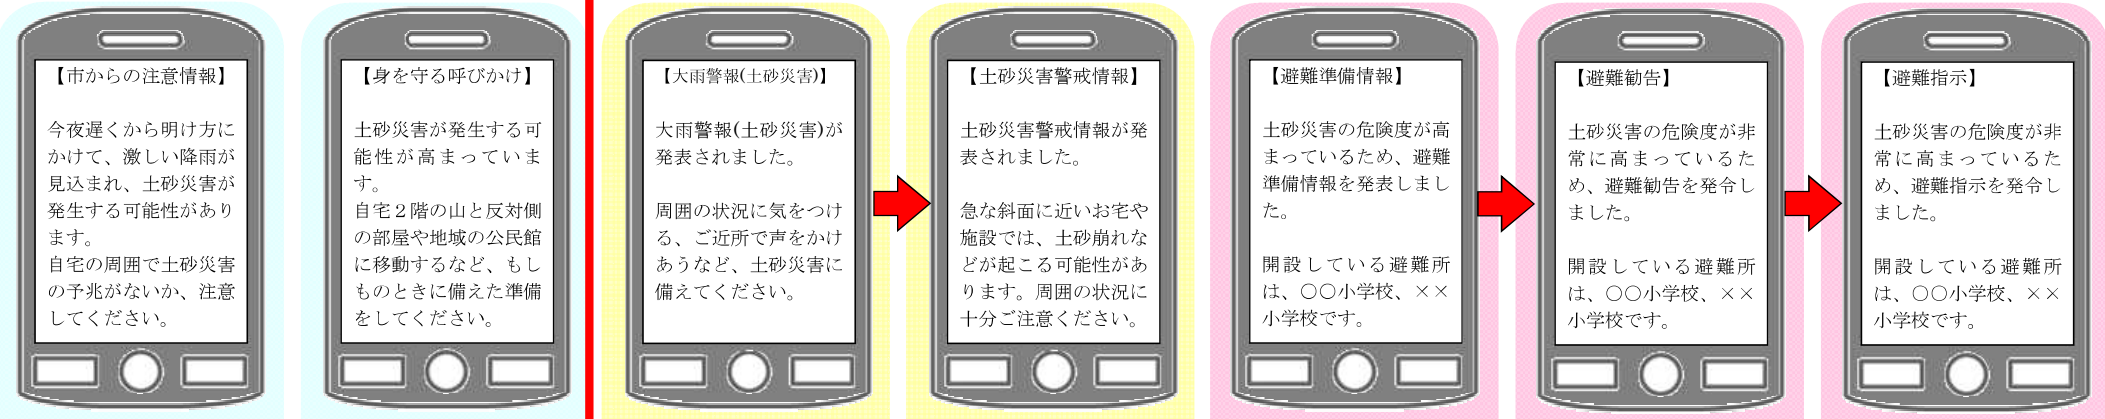 【市からの注意情報】
今夜遅くから明け方に
かけて、激しい降雨が
見込まれ、土砂災害が
発生する可能性があり
ます。
自宅の周囲で土砂災害
の予兆がないか、注意
してください。
【身を守る呼びかけ】
土砂災害が発生する可
能性が高まっていま
す。
自宅２階の山と反対側
の部屋や地域の公民館
に移動するなど、もし
ものときに備えた準備
をしてください。
【大雨警報(土砂災害)】
大雨警報(土砂災害)が
発表されました。
周囲の状況に気をつけ
る、ご近所で声をかけ
あうなど、土砂災害に
備えてください。
【土砂災害警戒情報】
土砂災害警戒情報が発
表されました。
急な斜面に近いお宅や
施設では、土砂崩れな
どが起こる可能性があ
ります。周囲の状況に
十分ご注意ください。
【避難準備情報】
土砂災害の危険度が高
まっているため、避難
準備情報を発表しまし
た。
開設している避難所
は、〇〇小学校、××
小学校です。
【避難勧告】
土砂災害の危険度が非
常に高まっているた
め、避難勧告を発令し
ました。
開設している避難所
は、〇〇小学校、××
小学校です。
【避難指示】
土砂災害の危険度が非
常に高まっているた
め、避難指示を発令し
ました。
開設している避難所
は、〇〇小学校、××
小学校です。